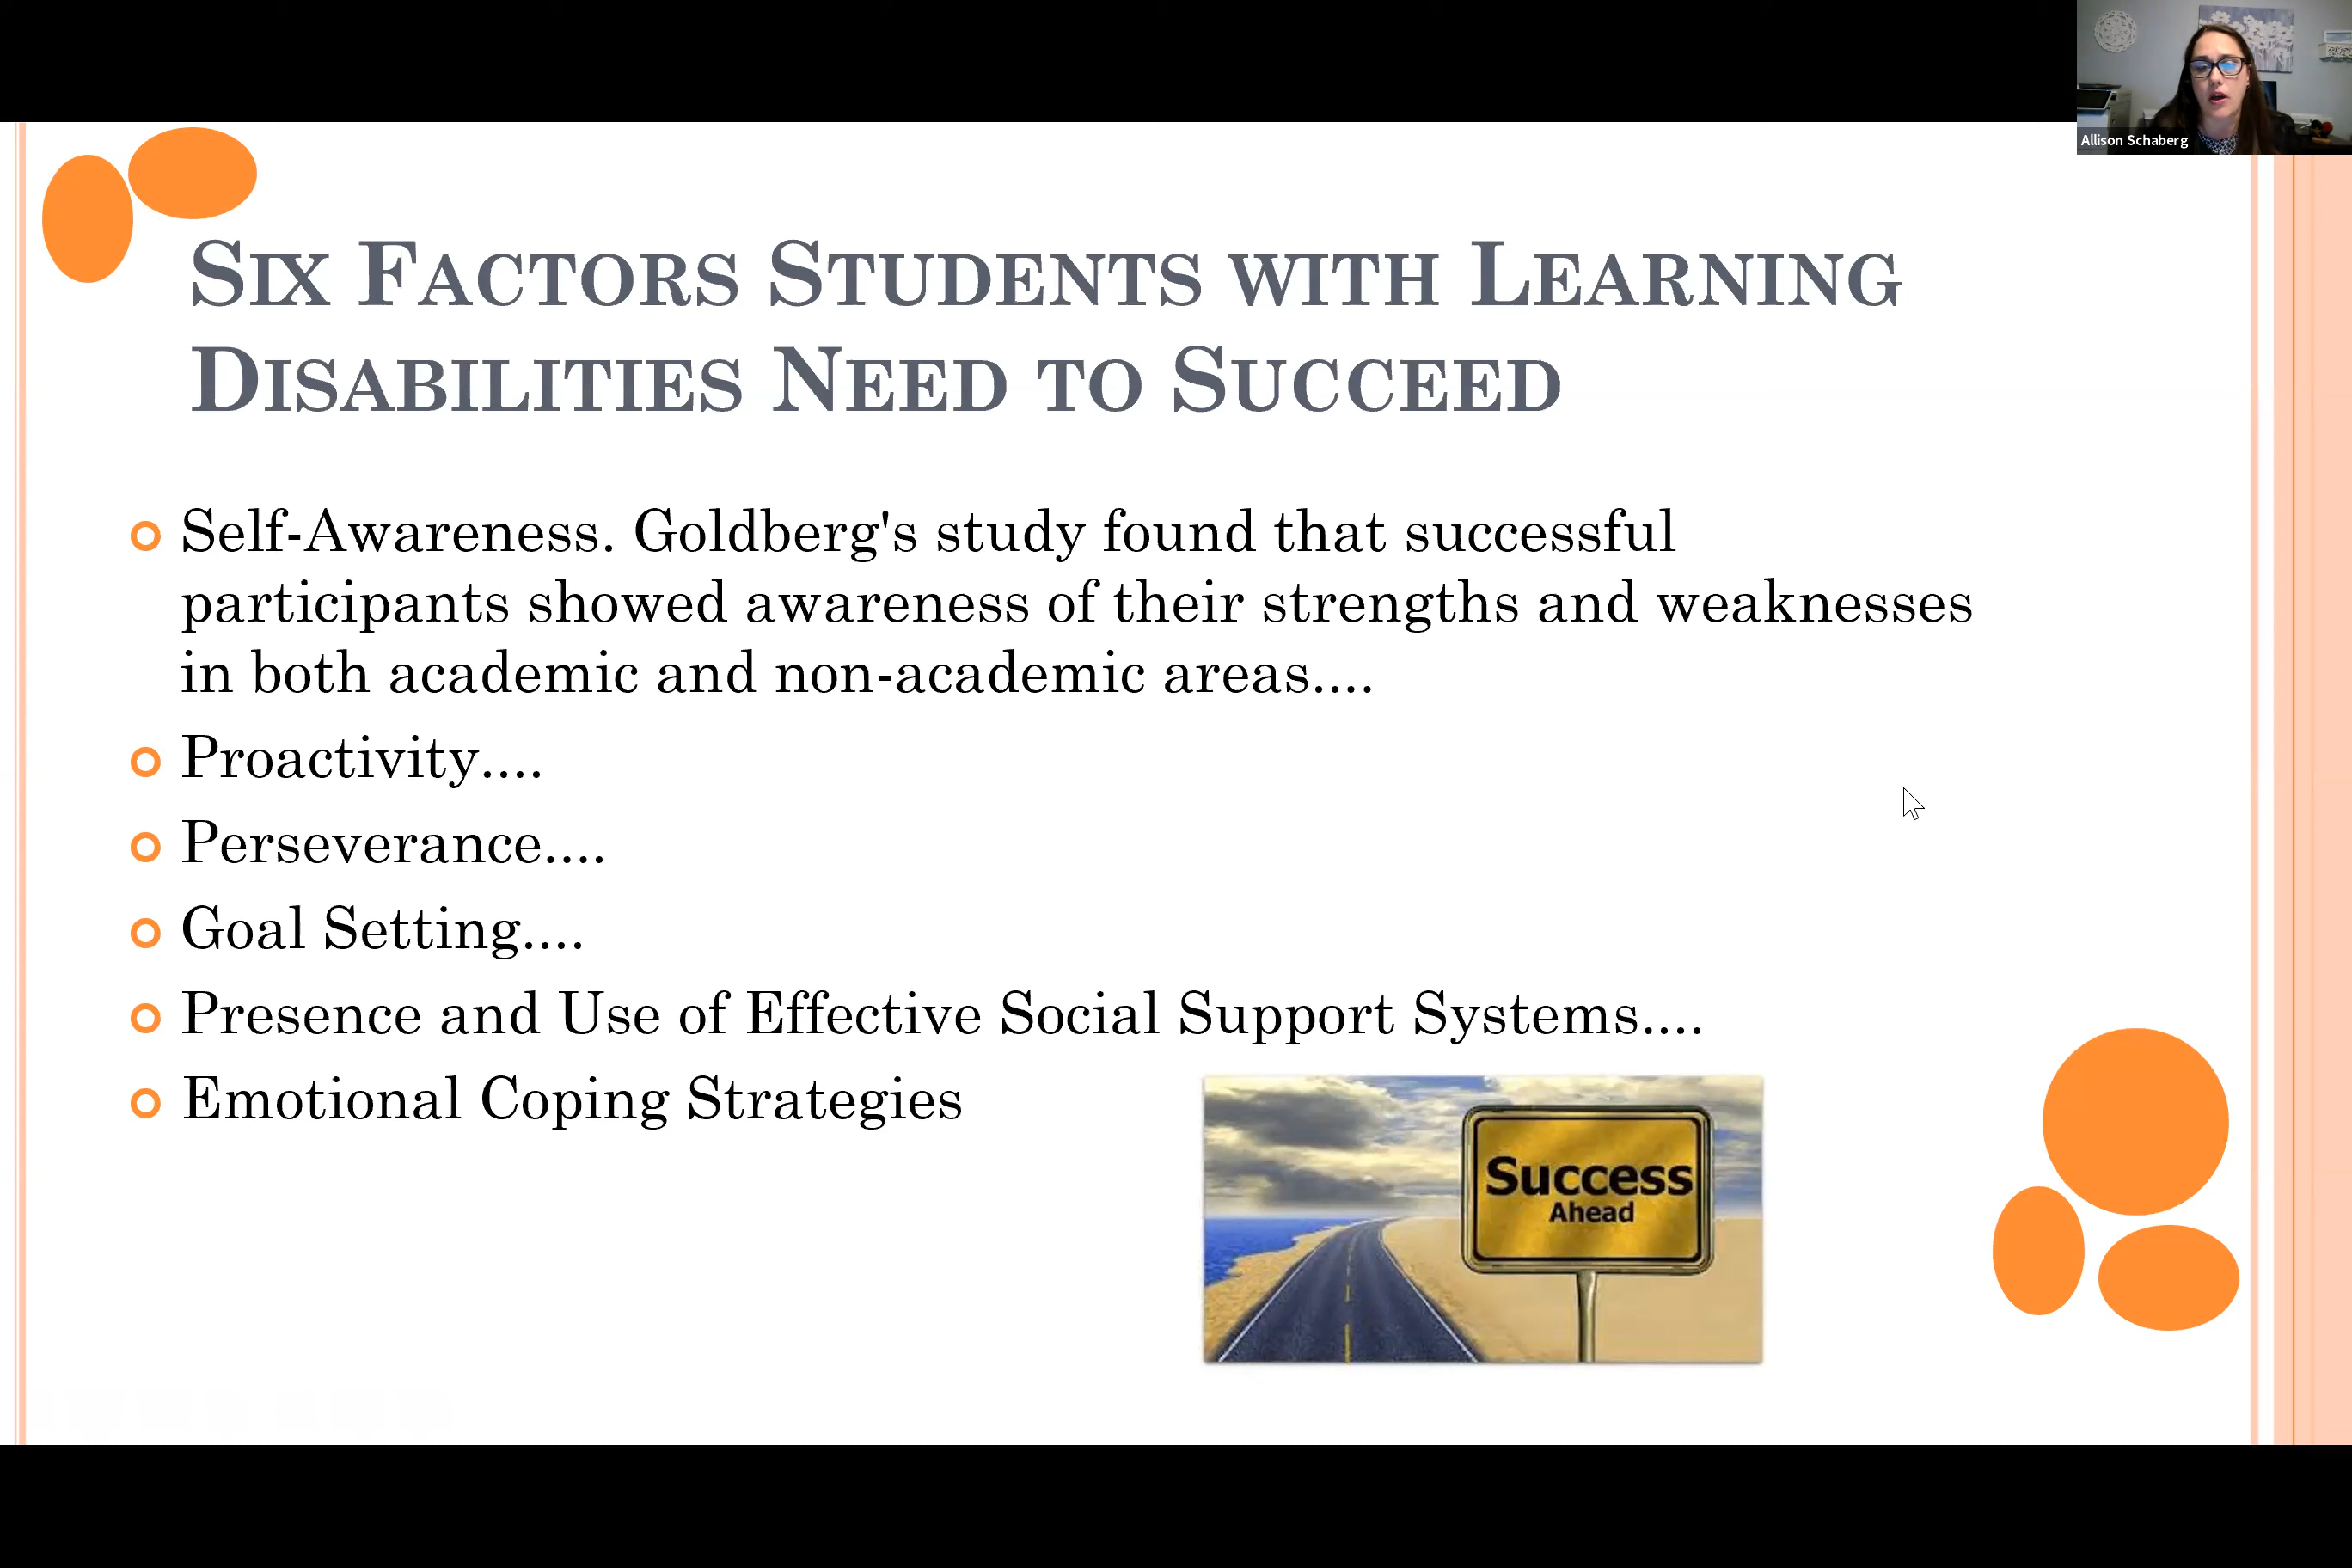 Allison Schaberg
Six Factors Students with Learning
Disabilities Need to Succeed
Self-Awareness. Goldberg's study found that successful
participants showed awareness of their strengths and weaknesses
in both academic and non-academic areas....
Proactivity....
Perseverance....
Goal Setting....
Presence and Use of Effective Social Support Systems....
Emotional Coping Strategies
Success
Ahead